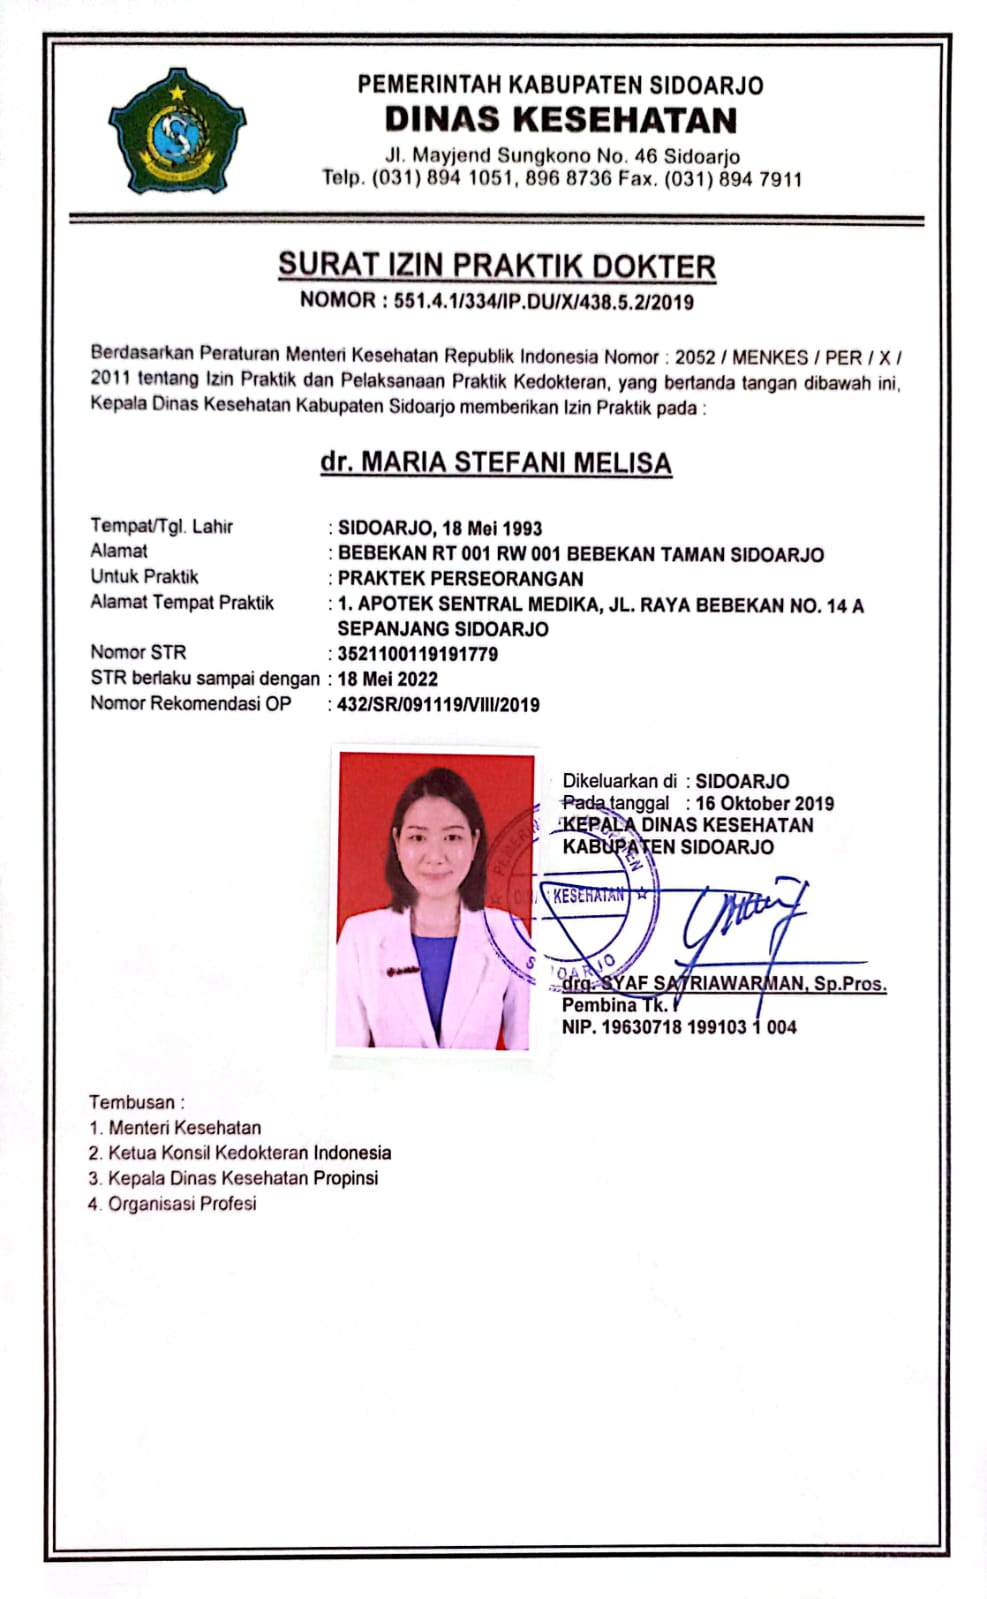 PEMERINTAH KABUPATEN SIDOARJO
DINAS KESEHATAN
Jl. Mayjend Sungkono No. 46 Sidoarjo
Telp. (031) 894 1051, 896 8736 Fax. (031) 894 7911
SURAT IZIN PRAKTIK DOKTER
NOMOR : 551.4.1/334/IP.DU/X/438.5.2/2019
Berdasarkan Peraturan Menteri Kesehatan Republik Indonesia Nomor : 2052 / MENKES / PER / X /
2011 tentang Izin Praktik dan Pelaksanaan Praktik Kedokteran, yang bertanda tangan dibawah ini,
Kepala Dinas Kesehatan Kabupaten Sidoarjo memberikan Izin Praktik pada :
dr. MARIA STEFANI MELISA
Tempat/Tgl. Lahir : SIDOARJO, 18 Mei 1993
Alamat : BEBEKAN RT 001 RW 001 BEBEKAN TAMAN SIDOARJO
Untuk Praktik : PRAKTEK PERSEORANGAN
Alamat Tempat Praktik : 1. APOTEK SENTRAL MEDIKA, JL. RAYA BEBEKAN NO. 14 A
SEPANJANG SIDOARJO
Nomor STR : 3521100119191779
STR berlaku sampai dengan : 18 Mei 2022
Nomor Rekomendasi OP : 432/SR/091119/VIII/2019
Dikeluarkan di : SIDOARJO
Pada tanggal : 16 Oktober 2019
KEPALA DINAS KESEHATAN
KABUPATEN SIDOARJO
KESEHATAN
drg. SYAF SATRIAWARMAN, Sp.Pros.
Pembina Tk. I
NIP. 19630718 199103 1 004
Tembusan :
1. Menteri Kesehatan
2. Ketua Konsil Kedokteran Indonesia
3. Kepala Dinas Kesehatan Propinsi
4. Organisasi Profesi